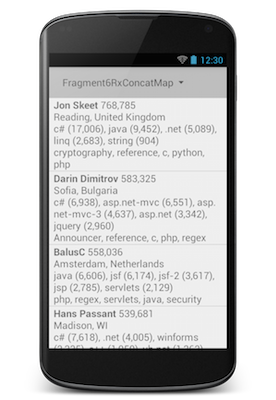 12:30
Fragment6RxConcatMap
Jon Skeet 768,785
Reading, United Kingdom
c# (17,006), java (9,452), .net (5,089),
linq (2,683), string (904)
cryptography, reference, c, python,
php
Darin Dimitrov 583,325
Sofia, Bulgaria
c# (6,938), asp.net-mvc (6,551), asp.
net-mvc-3 (4,637), asp.net (3,342),
jquery (2,960)
Announcer, reference, c, php, regex
BalusC 558,036
Amsterdam, Netherlands
java (6,606), jsf (6,174), jsf-2 (3,617),
jsp (2,785), servlets (2,129)
php, regex, servlets, java, security
Hans Passant 539,681
Madison, WI
c# (7,618), .net (4,005), winforms